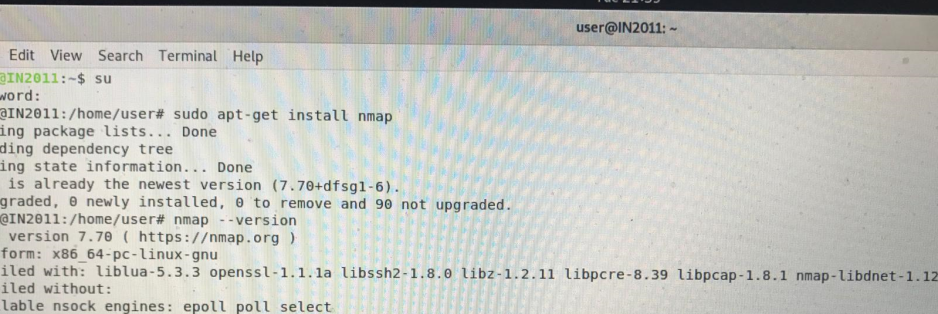 user@IN2011: ~
Edit View Search Terminal Help
@IN2011:~$ su
word:
@IN2011:/home/user# sudo apt-get install nmap
ing package lists... Done
ding dependency tree
ing state information... Done
is already the newest version (7.70+dfsg1-6).
graded, 0 newly installed, 0 to remove and 90 not upgraded.
@IN2011:/home/user# nmap --version
version 7.70 ( https://nmap.org )
form: x86_64-pc-linux-gnu
iled with: liblua-5.3.3 openssl-1.1.1a libssh2-1.8.0 libz-1.2.11 libpcre-8.39 libpcap-1.8.1 nmap-libdnet-1.12
iled without:
lable nsock engines: epoll poll select